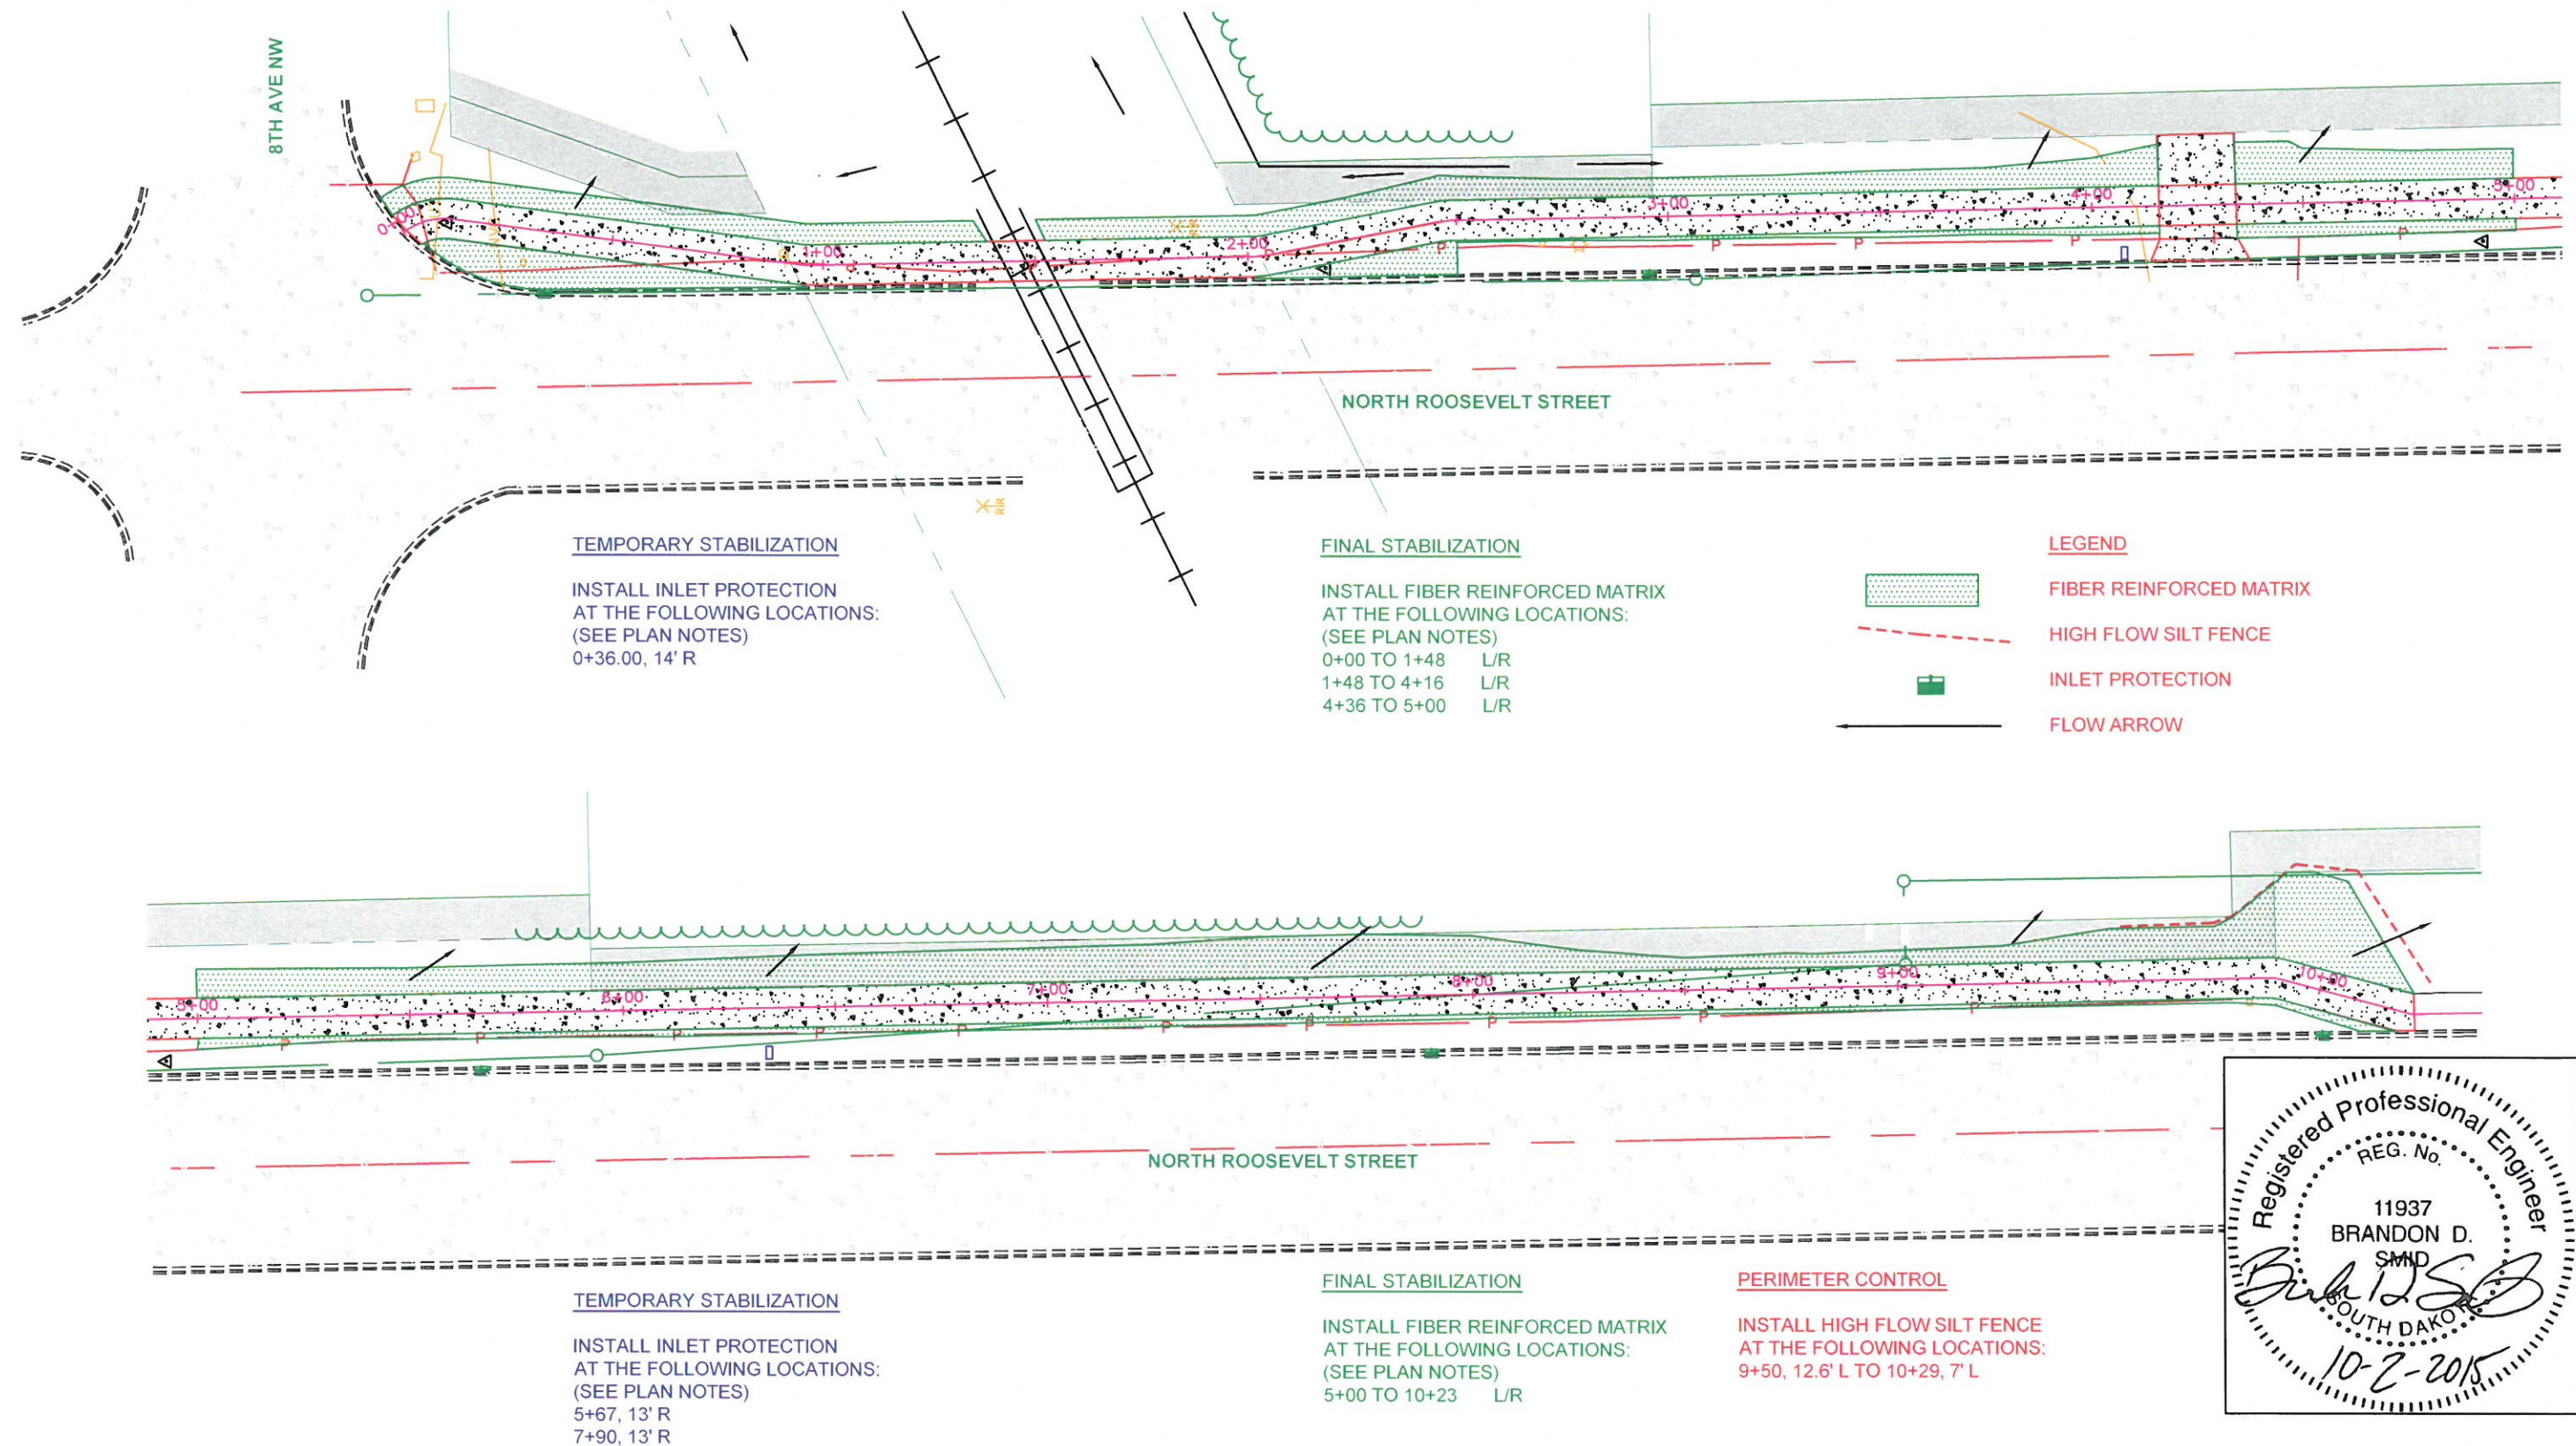 8TH AVE NW
0+00
1+00
2+00
3+00
4+00
5+00
P
P
P
P
P
P
P
RR
NORTH ROOSEVELT STREET
RR
TEMPORARY STABILIZATION
INSTALL INLET PROTECTION
AT THE FOLLOWING LOCATIONS:
(SEE PLAN NOTES)
0+36.00, 14' R
FINAL STABILIZATION
INSTALL FIBER REINFORCED MATRIX
AT THE FOLLOWING LOCATIONS:
(SEE PLAN NOTES)
0+00 TO 1+48 L/R
1+48 TO 4+16 L/R
4+36 TO 5+00 L/R
LEGEND
FIBER REINFORCED MATRIX
HIGH FLOW SILT FENCE
INLET PROTECTION
FLOW ARROW
5+00
6+00
7+00
8+00
9+00
10+00
P
P
P
P
P
P
P
P
P
P
NORTH ROOSEVELT STREET
TEMPORARY STABILIZATION
INSTALL INLET PROTECTION
AT THE FOLLOWING LOCATIONS:
(SEE PLAN NOTES)
5+67, 13' R
7+90, 13' R
FINAL STABILIZATION
INSTALL FIBER REINFORCED MATRIX
AT THE FOLLOWING LOCATIONS:
(SEE PLAN NOTES)
5+00 TO 10+23 L/R
PERIMETER CONTROL
INSTALL HIGH FLOW SILT FENCE
AT THE FOLLOWING LOCATIONS:
9+50, 12.6' L TO 10+29, 7' L
Registered Professional Engineer
REG. No.
11937
BRANDON D.
SMID
SOUTH DAKOTA
10-2-2015